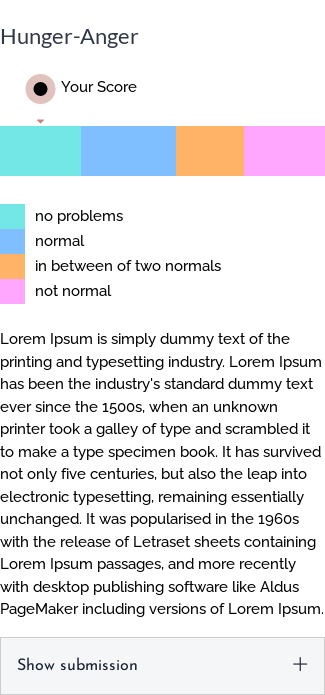 Hunger-Anger
Your Score
no problems
normal
in between of two normals
not normal
Lorem Ipsum is simply dummy text of the
printing and typesetting industry. Lorem Ipsum
has been the industry's standard dummy text
ever since the 1500s, when an unknown
printer took a galley of type and scrambled it
to make a type specimen book. It has survived
not only five centuries, but also the leap into
electronic typesetting, remaining essentially
unchanged. It was popularised in the 1960s
with the release of Letraset sheets containing
Lorem Ipsum passages, and more recently
with desktop publishing software like Aldus
PageMaker including versions of Lorem Ipsum.
Show submission